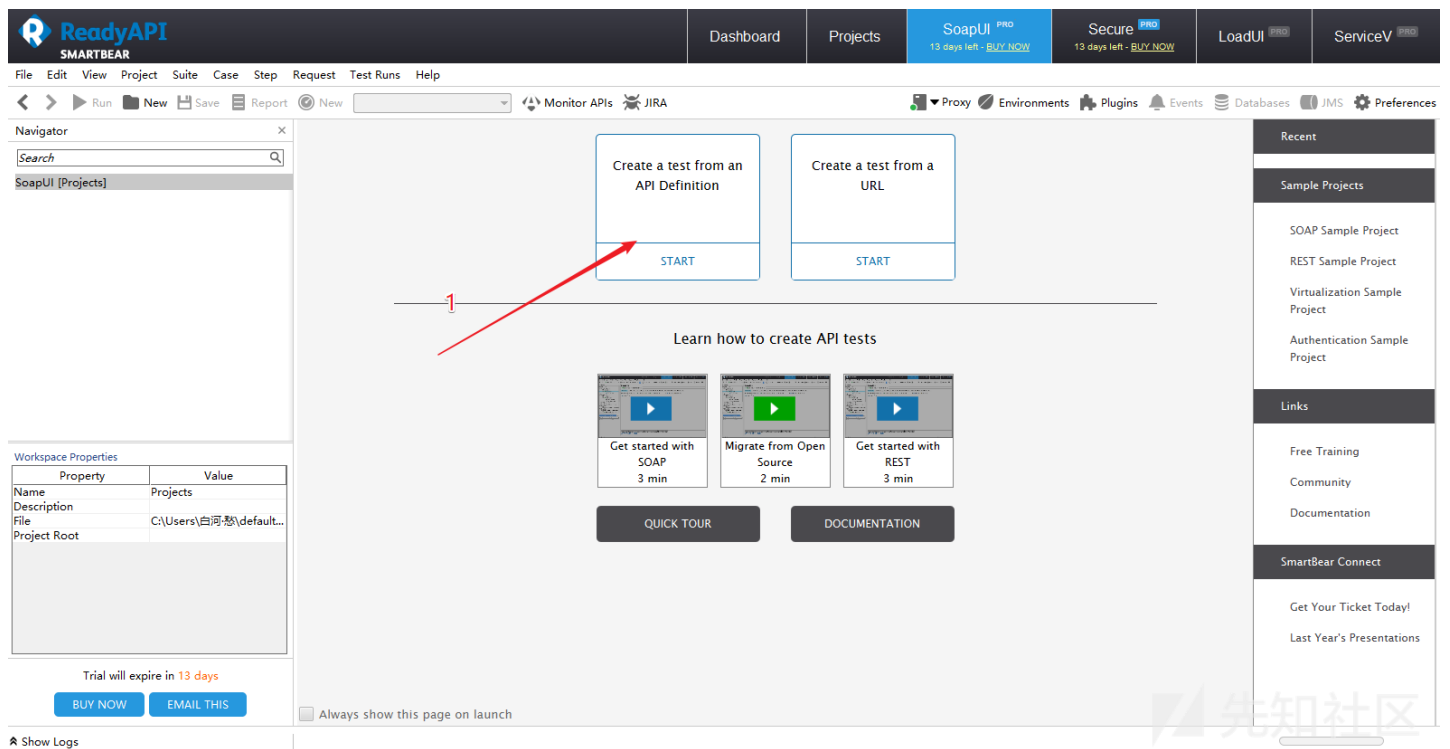 ReadyAPI
SMARTBEAR
Dashboard
Projects
SoapUI PRO
13 days left - BUY NOW
Secure PRO
13 days left - BUY NOW
LoadUI PRO
ServiceV PRO
File Edit View Project Suite Case Step Request Test Runs Help
Run New Save Report New Monitor APIs JIRA Proxy Environments Plugins Events Databases JMS Preferences
Navigator
Search
SoapUI [Projects]
Create a test from an
API Definition
START
Create a test from a
URL
START
1
Learn how to create API tests
Get started with
SOAP
3 min
Migrate from Open
Source
2 min
Get started with
REST
3 min
QUICK TOUR
DOCUMENTATION
Always show this page on launch
Recent
Sample Projects
SOAP Sample Project
REST Sample Project
Virtualization Sample
Project
Authentication Sample
Project
Links
Free Training
Community
Documentation
SmartBear Connect
Get Your Ticket Today!
Last Year's Presentations
Workspace Properties
Property Value
Name Projects
Description
File C:\Users\白河·愁\default...
Project Root
Trial will expire in 13 days
BUY NOW
EMAIL THIS
Show Logs
先知社区